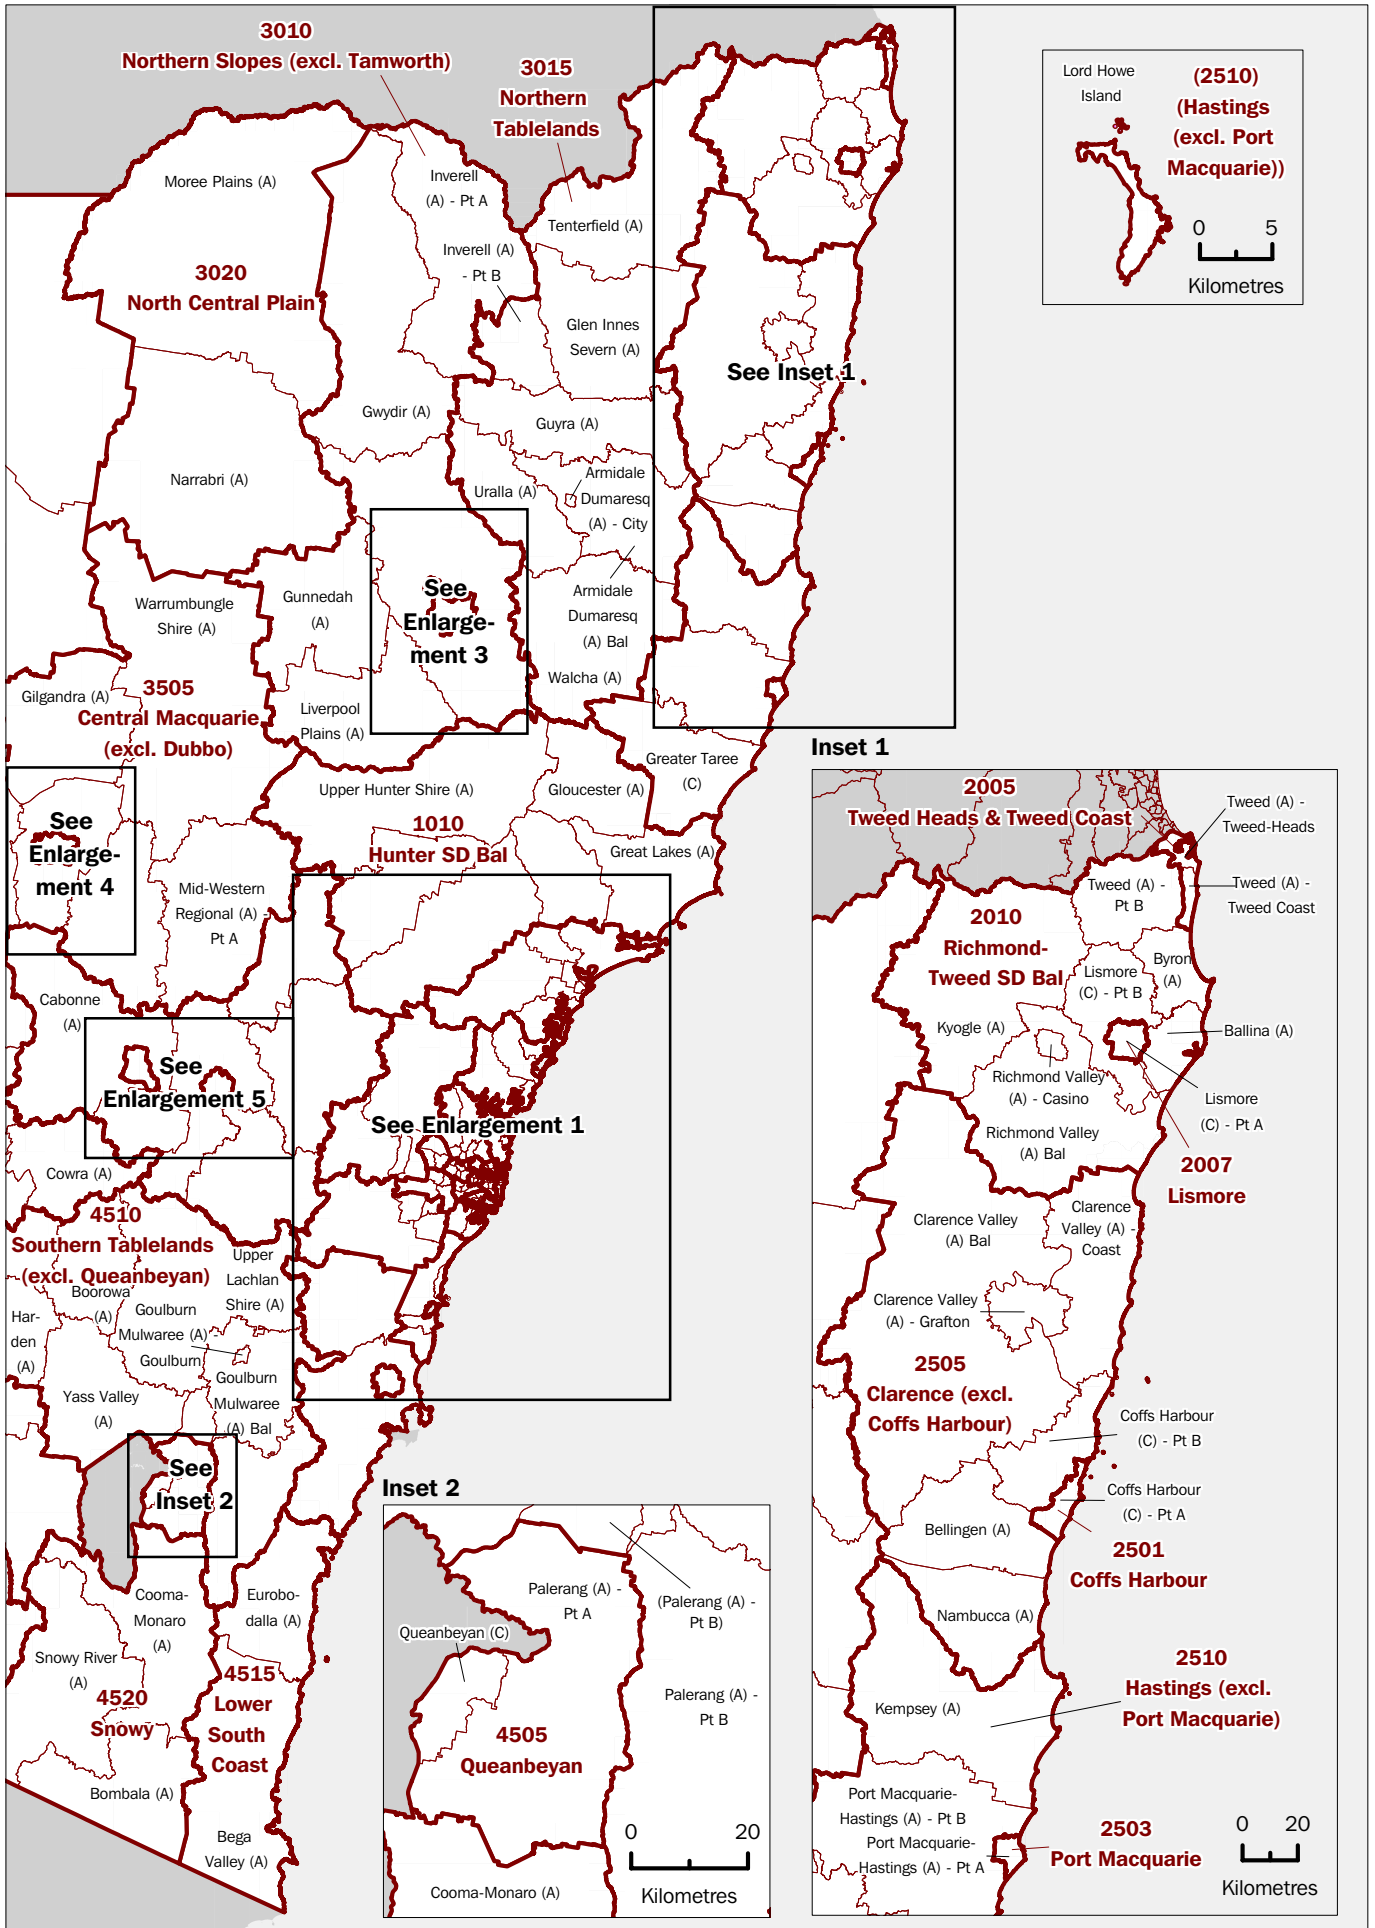 3010
Northern Slopes (excl. Tamworth)
3015
Northern
Tablelands
Moree Plains (A)
Inverell
(A) - Pt A
Tenterfield (A)
Inverell (A)
- Pt B
3020
North Central Plain
Glen Innes
Severn (A)
See Inset 1
Gwydir (A)
Guyra (A)
Narrabri (A)
Uralla (A)
Armidale
Dumaresq
(A) - City
See
Enlarge-
ment 3
Gunnedah
(A)
Warrumbungle
Shire (A)
Armidale
Dumaresq
(A) Bal
Walcha (A)
Gilgandra (A)
3505
Central Macquarie
(excl. Dubbo)
Liverpool
Plains (A)
Greater Taree
(C)
Upper Hunter Shire (A)
Gloucester (A)
1010
Hunter SD Bal
Great Lakes (A)
See
Enlarge-
ment 4
Mid-Western
Regional (A) -
Pt A
Cabonne
(A)
See
Enlargement 5
See Enlargement 1
Cowra (A)
4510
Southern Tablelands
(excl. Queanbeyan)
Upper
Lachlan
Shire (A)
Boorowa
(A)
Har-
den
(A)
Goulburn
Mulwaree (A) -
Goulburn
Goulburn
Mulwaree
(A) Bal
Yass Valley
(A)
See
Inset 2
Cooma-
Monaro
(A)
Eurobo-
dalla (A)
Snowy River
(A)
4520
Snowy
4515
Lower
South
Coast
Bombala (A)
Bega
Valley (A)
Lord Howe
Island
(2510)
(Hastings
(excl. Port
Macquarie))
0 5
Kilometres
Inset 1
2005
Tweed Heads & Tweed Coast
Tweed (A) -
Tweed-Heads
Tweed (A) -
Pt B
Tweed (A) -
Tweed Coast
2010
Richmond-
Tweed SD Bal
Lismore
(C) - Pt B
Byron
(A)
Kyogle (A)
Ballina (A)
Richmond Valley
(A) - Casino
Lismore
(C) - Pt A
Richmond Valley
(A) Bal
2007
Lismore
Clarence Valley
(A) Bal
Clarence
Valley (A) -
Coast
Clarence Valley
(A) - Grafton
2505
Clarence (excl.
Coffs Harbour)
Coffs Harbour
(C) - Pt B
Coffs Harbour
(C) - Pt A
Bellingen (A)
2501
Coffs Harbour
Nambucca (A)
2510
Hastings (excl.
Port Macquarie)
Kempsey (A)
Port Macquarie-
Hastings (A) - Pt B
Port Macquarie-
Hastings (A) - Pt A
2503
Port Macquarie
0 20
Kilometres
Inset 2
Palerang (A) -
Pt A
(Palerang (A) -
Pt B)
Queanbeyan (C)
Palerang (A) -
Pt B
4505
Queanbeyan
0 20
Kilometres
Cooma-Monaro (A)